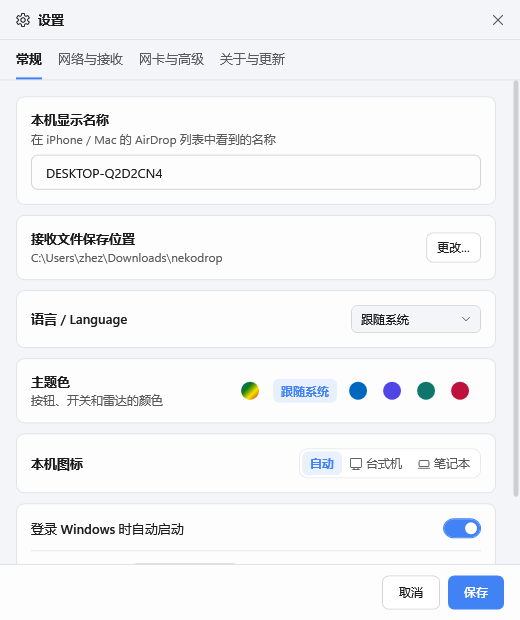 设置
常规 网络与接收 网卡与高级 关于与更新
本机显示名称
在 iPhone / Mac 的 AirDrop 列表中看到的名称
DESKTOP-Q2D2CN4
接收文件保存位置
C:\Users\zhez\Downloads\nekodrop
更改...
语言 / Language
跟随系统
主题色
按钮、开关和雷达的颜色
跟随系统
本机图标
自动 台式机 笔记本
登录 Windows 时自动启动
取消 保存